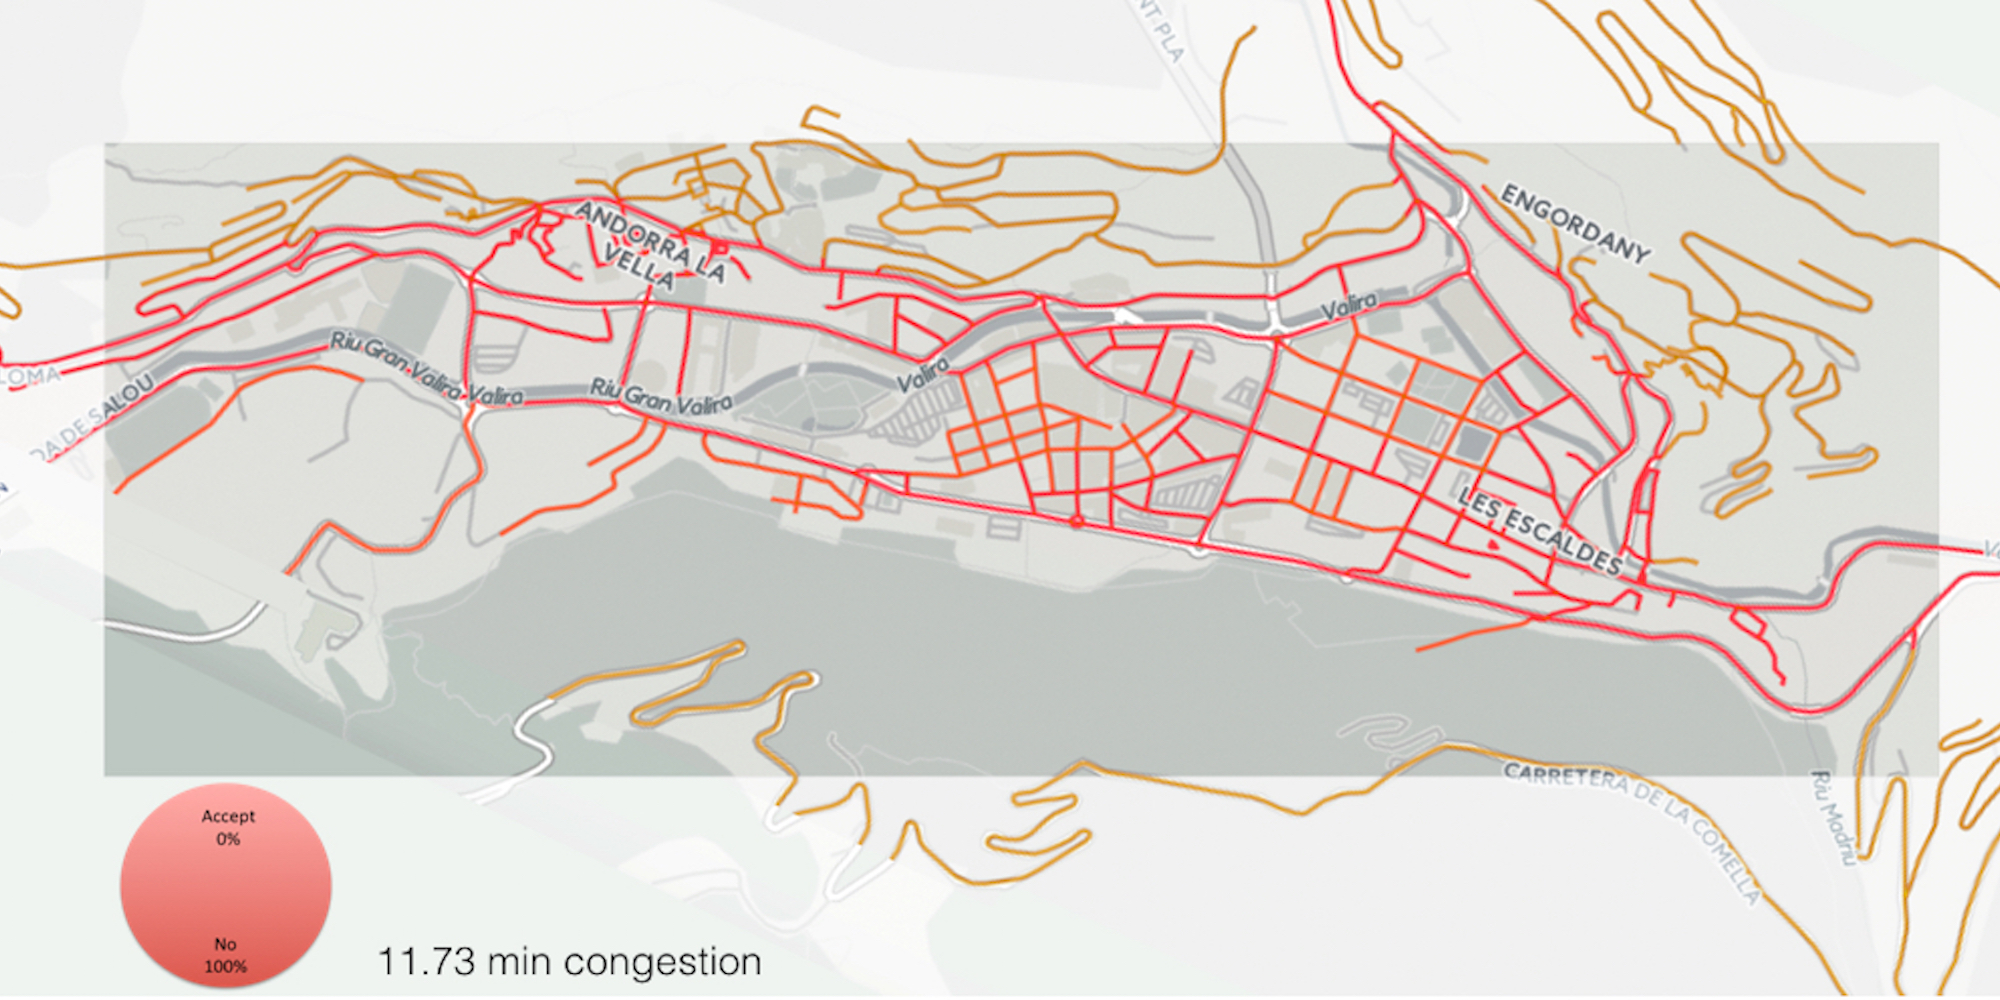 NT PLA
ENGORDANY
ANDORRA LA
VELLA
Valira
Riu Gran Valira
Valira
Riu Gran Valira
Valira
LOMA
DA DE SALOU
LES ESCALDES
CARRETERA DE LA COMELLA
Riu Madriu
Accept
0%
No
100%
11.73 min congestion